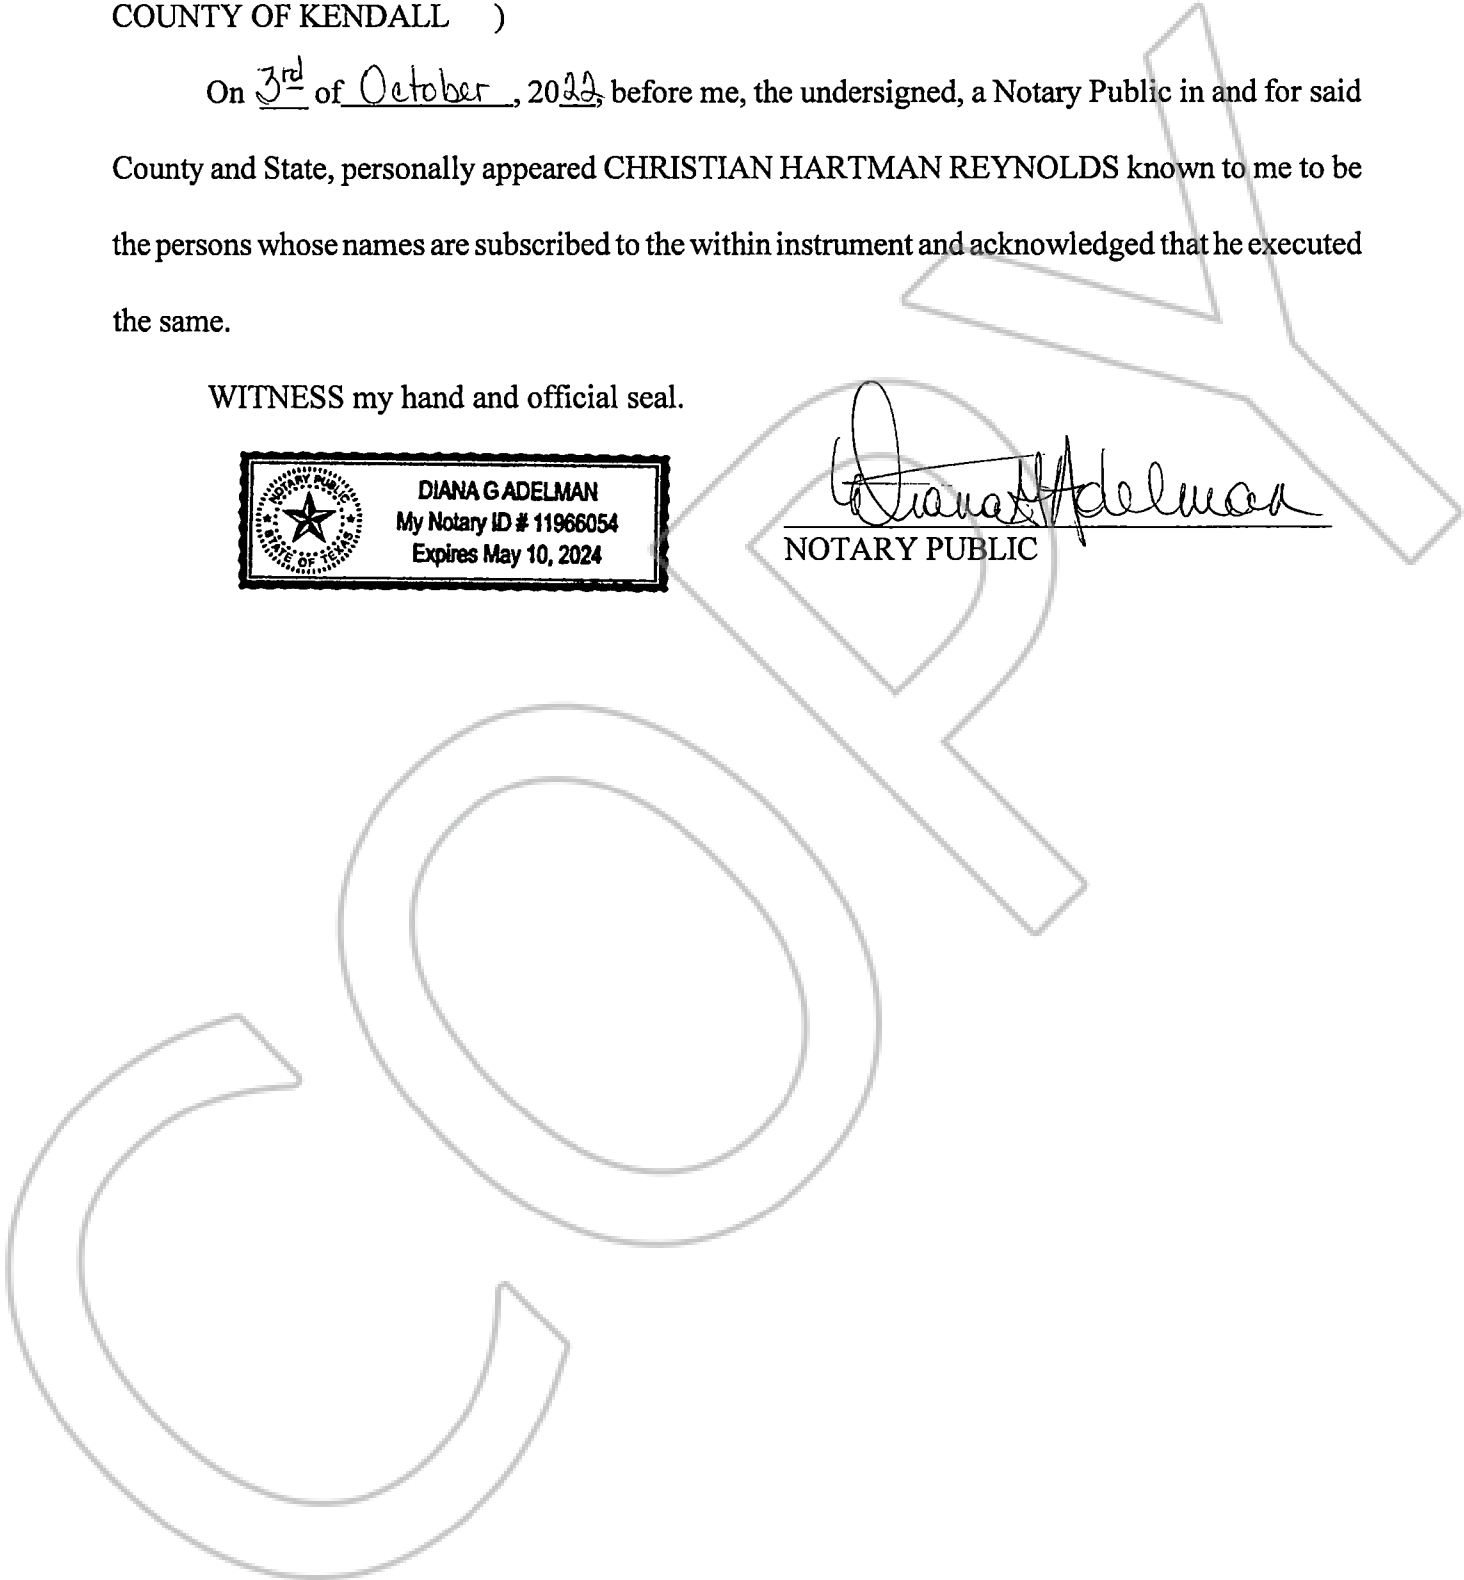 COUNTY OF KENDALL )
On 3rd of October, 2022, before me, the undersigned, a Notary Public in and for said
County and State, personally appeared CHRISTIAN HARTMAN REYNOLDS known to me to be
the persons whose names are subscribed to the within instrument and acknowledged that he executed
the same.
WITNESS my hand and official seal.
NOTARY PUBLIC
STATE OF TEXAS
DIANA G ADELMAN
My Notary ID # 11966054
Expires May 10, 2024
Diana G Adelman
NOTARY PUBLIC
COPY